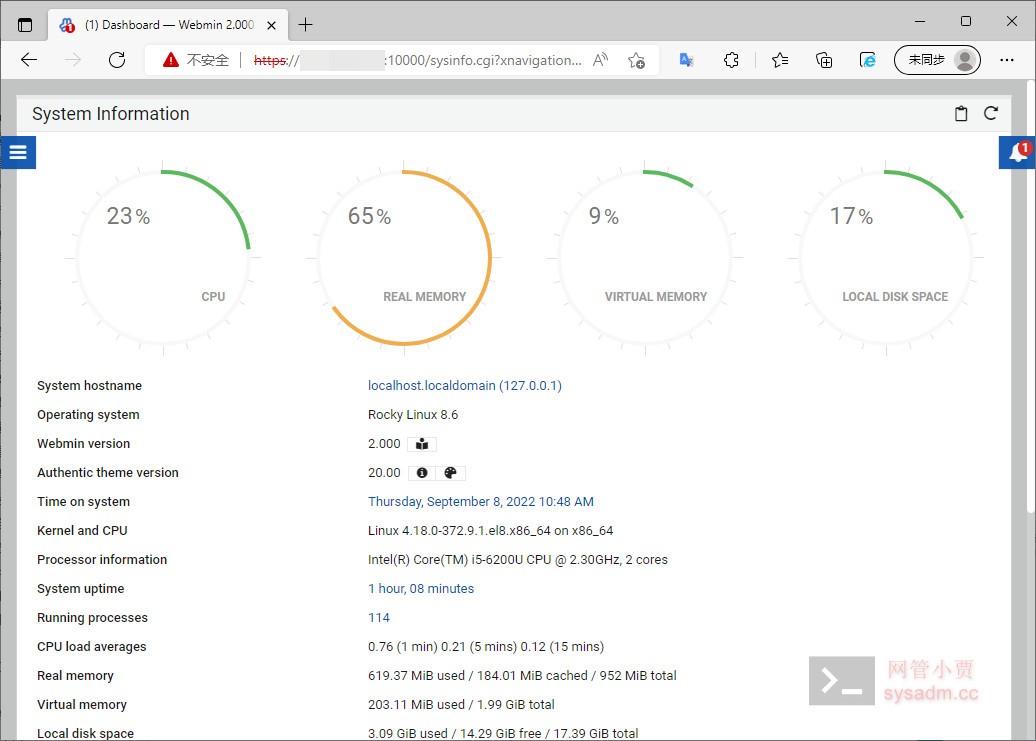 (1) Dashboard — Webmin 2.000
不安全
https://
:10000/sysinfo.cgi?xnavigation...
未同步
System Information
1
23%
CPU
65%
REAL MEMORY
9%
VIRTUAL MEMORY
17%
LOCAL DISK SPACE
System hostname localhost.localdomain (127.0.0.1)
Operating system Rocky Linux 8.6
Webmin version 2.000
Authentic theme version 20.00
Time on system Thursday, September 8, 2022 10:48 AM
Kernel and CPU Linux 4.18.0-372.9.1.el8.x86_64 on x86_64
Processor information Intel(R) Core(TM) i5-6200U CPU @ 2.30GHz, 2 cores
System uptime 1 hour, 08 minutes
Running processes 114
CPU load averages 0.76 (1 min) 0.21 (5 mins) 0.12 (15 mins)
Real memory 619.37 MiB used / 184.01 MiB cached / 952 MiB total
Virtual memory 203.11 MiB used / 1.99 GiB total
Local disk space 3.09 GiB used / 14.29 GiB free / 17.39 GiB total
网管小贾
sysadm.cc